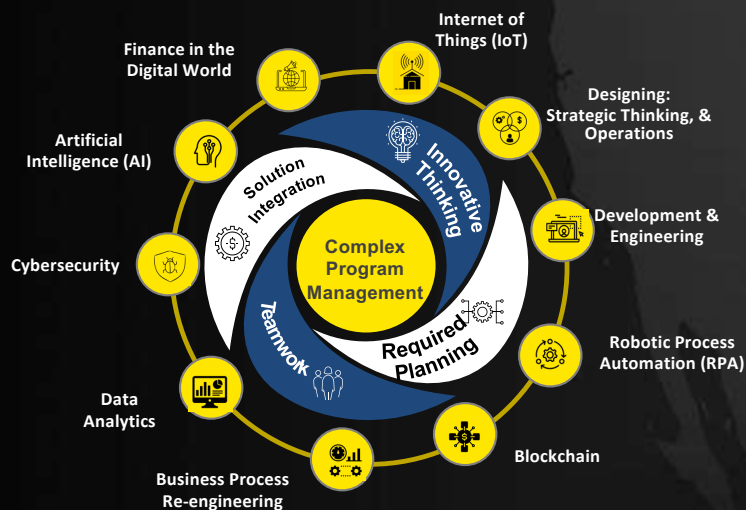 Internet of
Things (IoT)
Finance in the
Digital World
Designing:
Strategic Thinking, &
Operations
Artificial
Intelligence (AI)
Development &
Engineering
Cybersecurity
Robotic Process
Automation (RPA)
Data
Analytics
Blockchain
Business Process
Re-engineering
Innovative
Thinking
Solution
Integration
Complex
Program
Management
Required
Planning
Teamwork